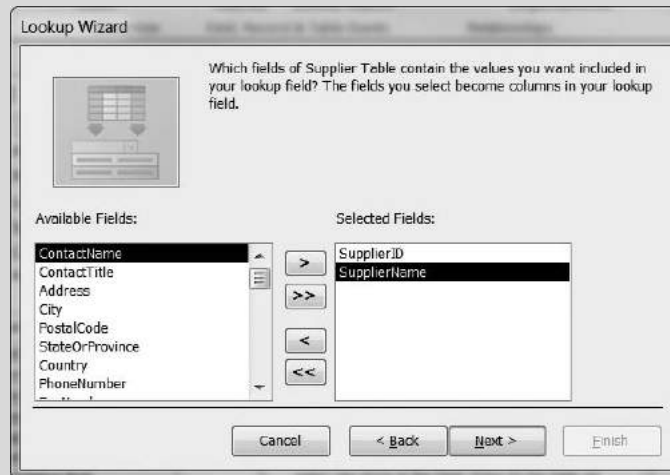 Lookup Wizard
Which fields of Supplier Table contain the values you want included in
your lookup field? The fields you select become columns in your lookup
field.
Available Fields:
ContactName
ContactTitle
Address
City
PostalCode
StateOrProvince
Country
PhoneNumber
>
>>
<
<<
Selected Fields:
SupplierID
SupplierName
Cancel
< Back
Next >
Finish